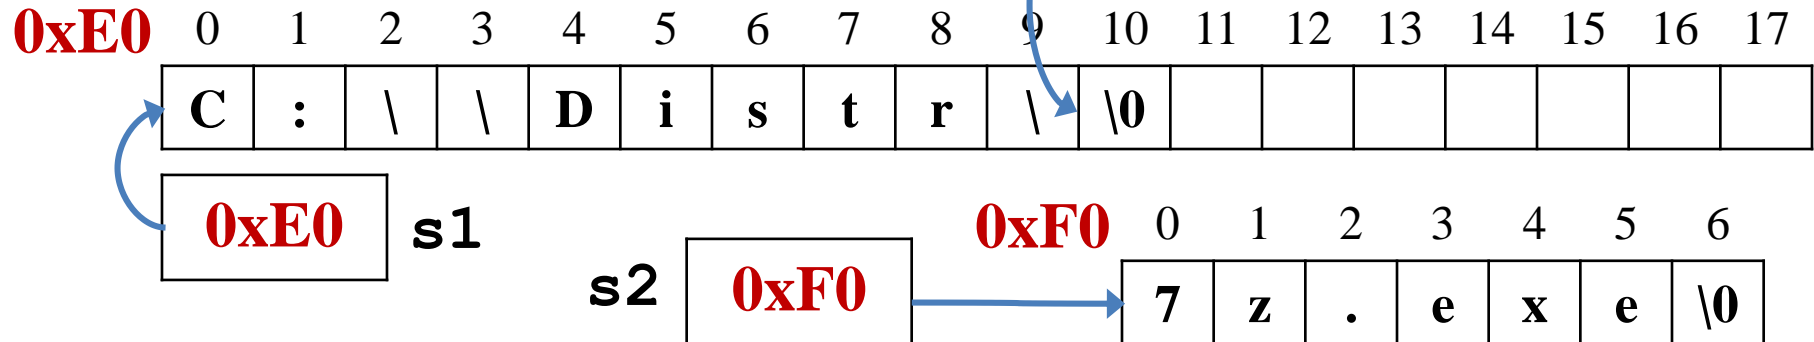 0xE0 0 1 2 3 4 5 6 7 8 9 10 11 12 13 14 15 16 17
C : \ \ D i s t r \ \0
0xE0 s1
0xF0 0 1 2 3 4 5 6
s2 0xF0
7 z . e x e \0